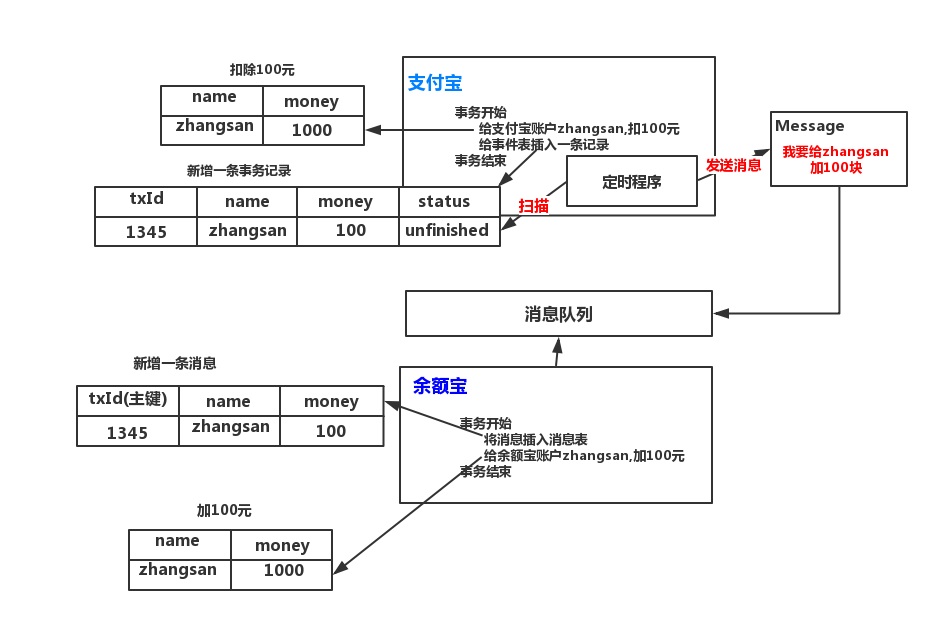 扣除100元
name money
zhangsan 1000
支付宝
事务开始
给支付宝账户zhangsan,扣100元
给事件表插入一条记录
事务结束
Message
我要给zhangsan
加100块
发送消息
定时程序
扫描
新增一条事务记录
txId name money status
1345 zhangsan 100 unfinished
消息队列
新增一条消息
txId(主键) name money
1345 zhangsan 100
余额宝
事务开始
将消息插入消息表
给余额宝账户zhangsan,加100元
事务结束
加100元
name money
zhangsan 1000